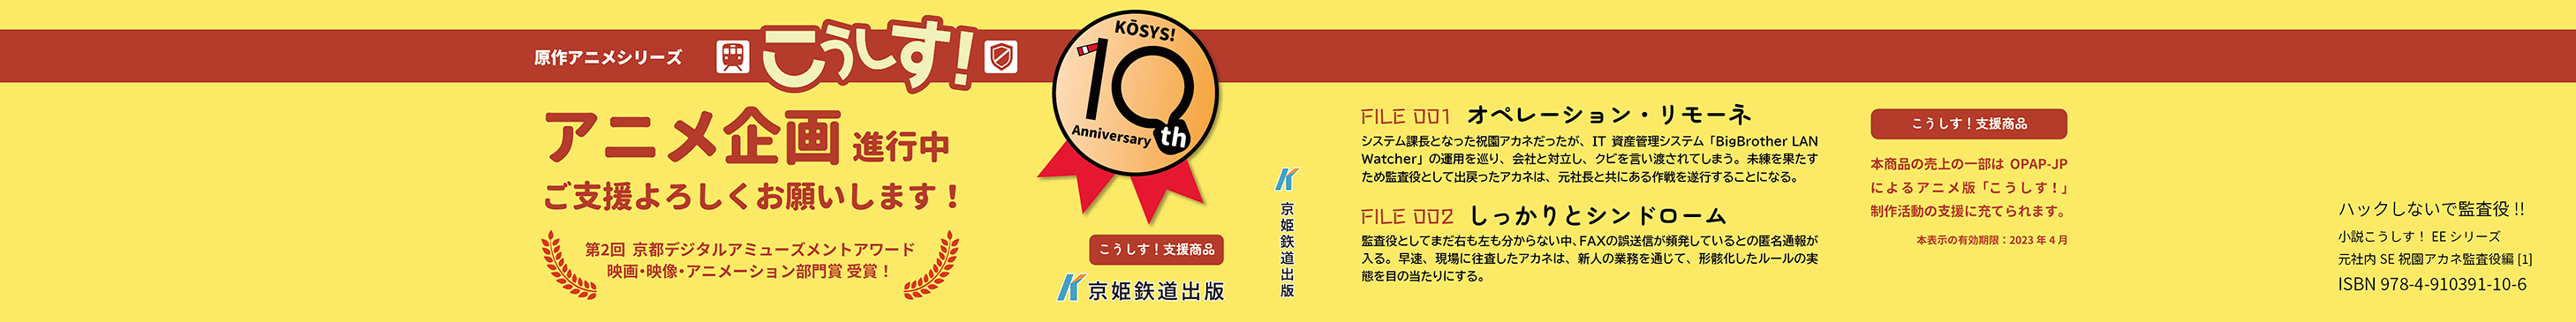 原作アニメシリーズ
こうしす!
アニメ企画 進行中
ご支援よろしくお願いします！
第2回 京都デジタルアミューズメントアワード
映画・映像・アニメーション部門賞 受賞！
KŌSYS!
10th
Anniversary
こうしす！支援商品
京姫鉄道出版
京姫鉄道出版
FILE 001 オペレーション・リモーネ
システム課長となった祝園アカネだったが、IT 資産管理システム「BigBrother LAN
Watcher」の運用を巡り、会社と対立し、クビを言い渡されてしまう。未練を果たす
ため監査役として出戻ったアカネは、元社長と共にある作戦を遂行することになる。
FILE 002 しっかりとシンドローム
監査役としてまだ右も左も分からない中、FAXの誤送信が頻発しているとの匿名通報が
入る。早速、現場に往査したアカネは、新人の業務を通じて、形骸化したルールの実
態を目の当たりにする。
こうしす！支援商品
本商品の売上の一部は OPAP-JP
によるアニメ版「こうしす！」
制作活動の支援に充てられます。
本表示の有効期限：2023 年 4 月
ハックしないで監査役 !!
小説こうしす！ EE シリーズ
元社内 SE 祝園アカネ監査役編 [1]
ISBN 978-4-910391-10-6